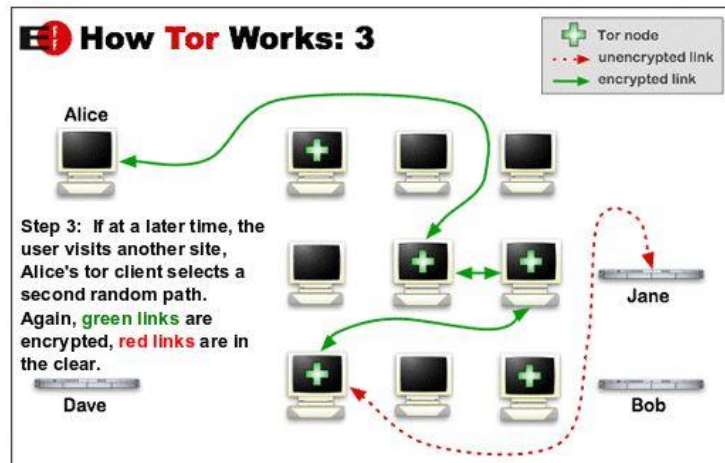 EFF How Tor Works: 3
Tor node
unencrypted link
encrypted link
Alice
Step 3: If at a later time, the
user visits another site,
Alice's tor client selects a
second random path.
Again, green links are
encrypted, red links are in
the clear.
Jane
Dave
Bob